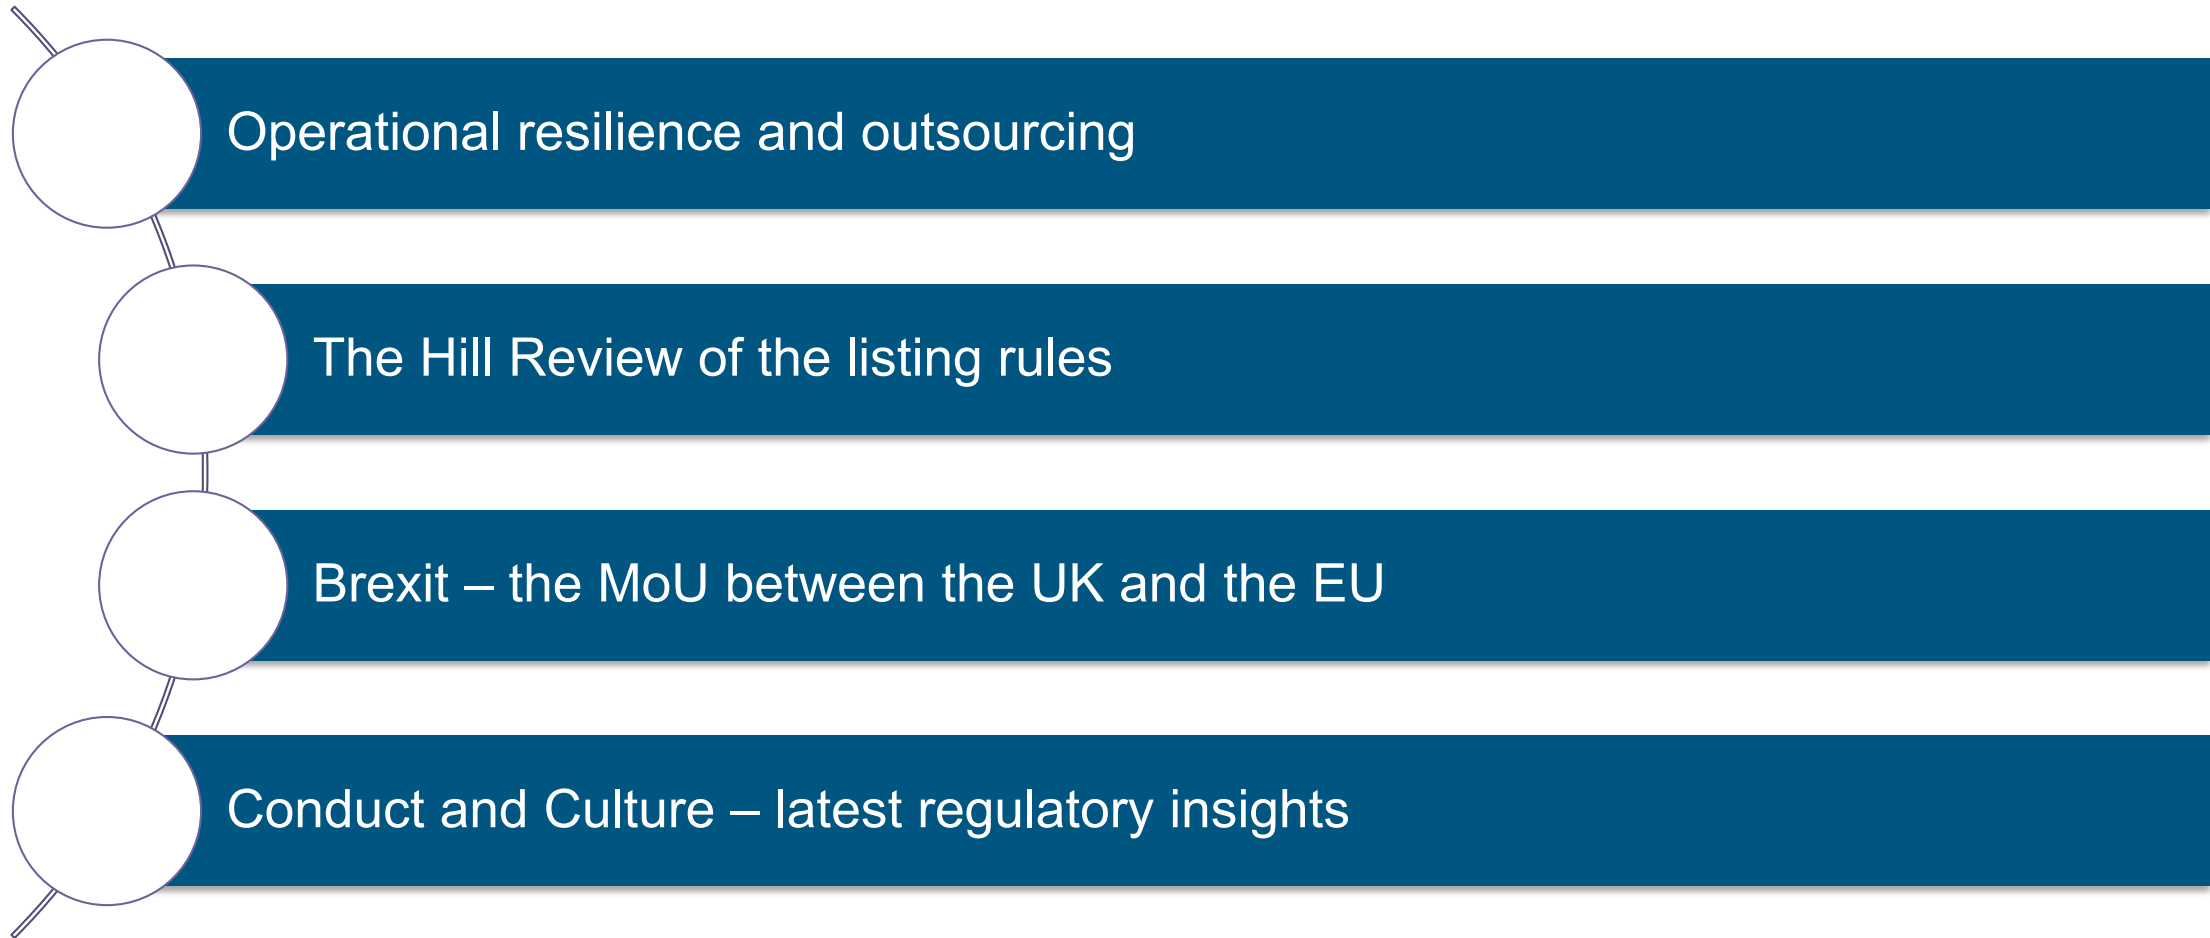 Operational resilience and outsourcing
The Hill Review of the listing rules
Brexit – the MoU between the UK and the EU
Conduct and Culture – latest regulatory insights